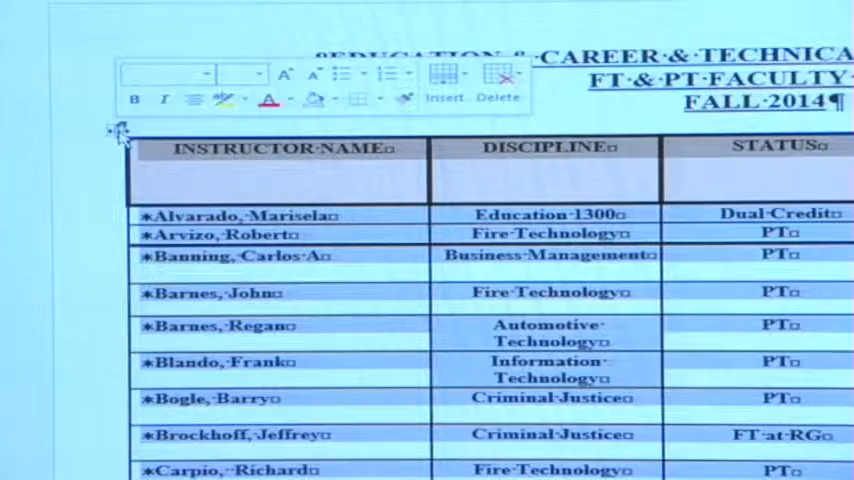 EDUCATION & CAREER & TECHNICA
FT & PT FACULTY
FALL 2014¶
B I A Insert Delete
INSTRUCTOR NAME DISCIPLINE STATUS
*Alvarado, Marisela Education 1300 Dual Credit
*Arvizo, Robert Fire Technology PT
*Banning, Carlos A Business Management PT
*Barnes, John Fire Technology PT
*Barnes, Regan Automotive Technology PT
*Blando, Frank Information Technology PT
*Bogle, Barry Criminal Justice PT
*Brockhoff, Jeffrey Criminal Justice FT at RG
*Carpio, Richard Fire Technology PT